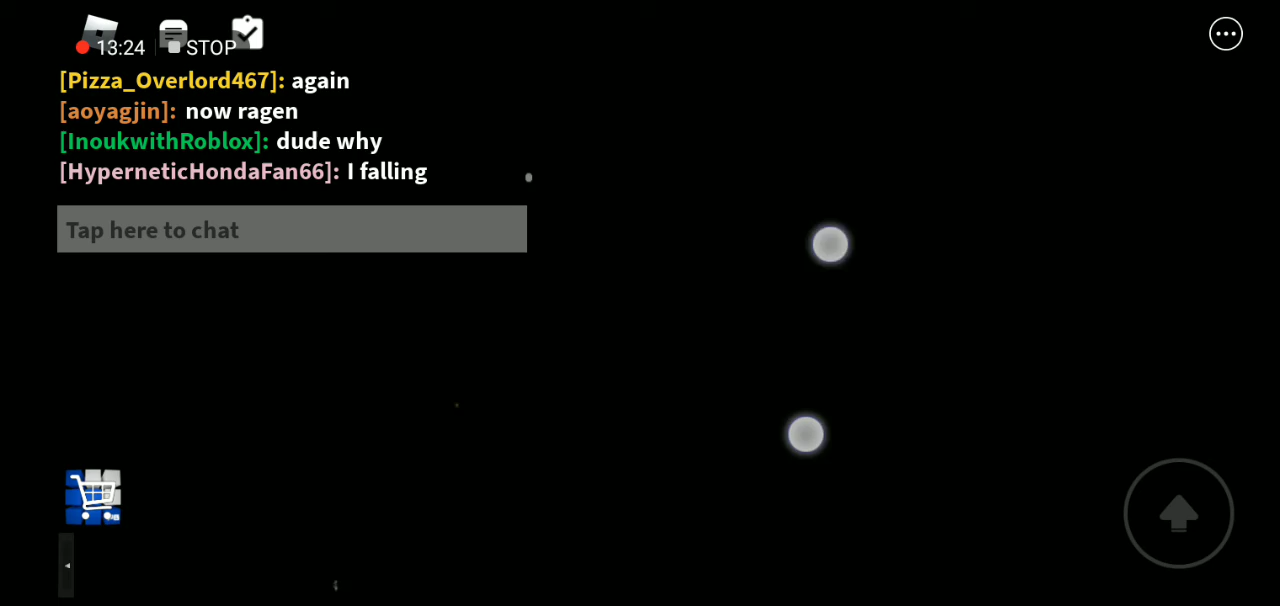 13:24 STOP
[Pizza_Overlord467]: again
[aoyagjin]: now ragen
[InoukwithRoblox]: dude why
[HyperneticHondaFan66]: I falling
Tap here to chat